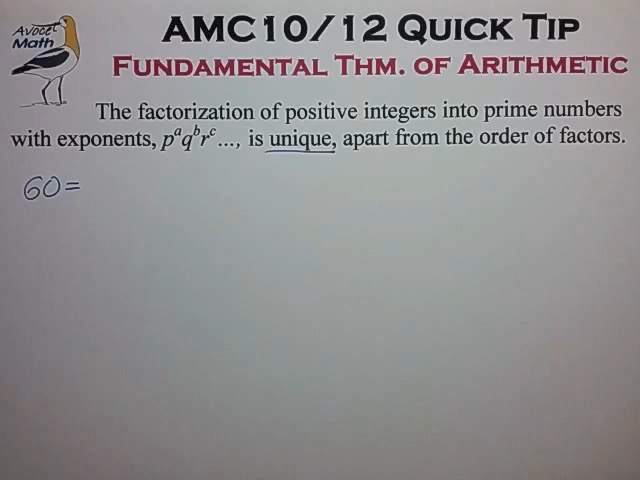 Avocet
Math
AMC10/12 QUICK TIP
FUNDAMENTAL THM. OF ARITHMETIC
The factorization of positive integers into prime numbers
with exponents, pᵃqᵇrᶜ..., is unique, apart from the order of factors.
60=